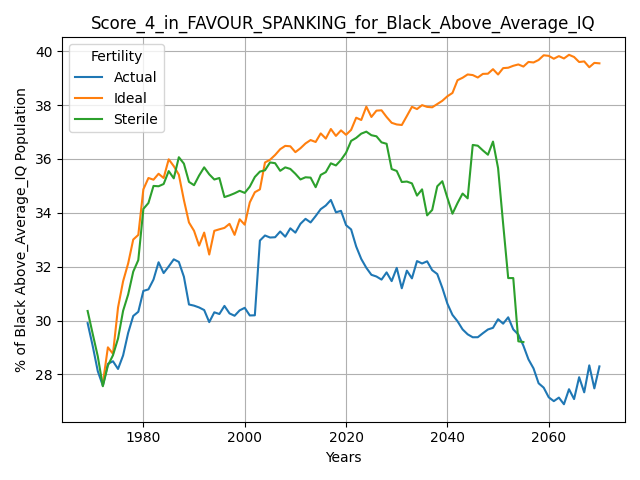 Score_4_in_FAVOUR_SPANKING_for_Black_Above_Average_IQ
% of Black Above_Average_IQ Population
40
38
36
34
32
30
28
Fertility
Actual
Ideal
Sterile
1980
2000
2020
2040
2060
Years